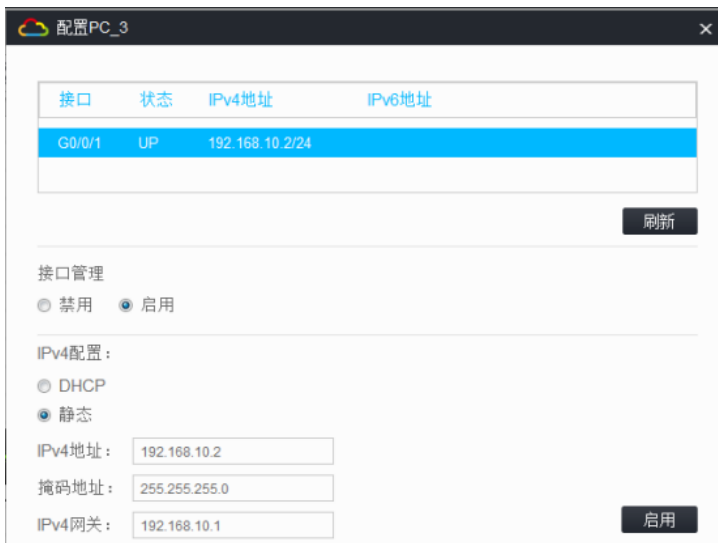 配置PC_3
接口 状态 IPv4地址 IPv6地址
G0/0/1 UP 192.168.10.2/24
刷新
接口管理
禁用 启用
IPv4配置：
DHCP
静态
IPv4地址： 192.168.10.2
掩码地址： 255.255.255.0
IPv4网关： 192.168.10.1
启用